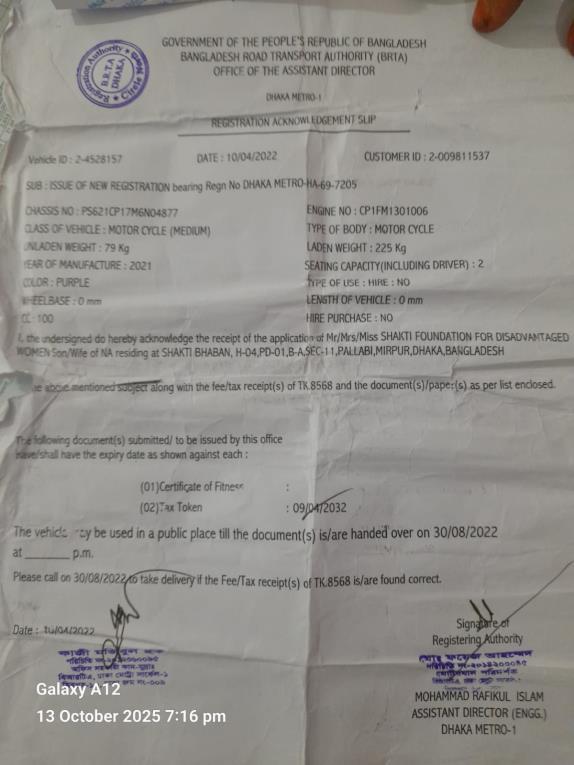 GOVERNMENT OF THE PEOPLE'S REPUBLIC OF BANGLADESH
BANGLADESH ROAD TRANSPORT AUTHORITY (BRTA)
OFFICE OF THE ASSISTANT DIRECTOR
B.R.T.A
DHAKA
DHAKA METRO-1
REGISTRATION ACKNOWLEDGEMENT SLIP
Vehicle ID : 2-4528157 DATE : 10/04/2022 CUSTOMER ID : 2-009811537
SUB : ISSUE OF NEW REGISTRATION bearing Regn No DHAKA METRO-HA-69-7205
CHASSIS NO : PS621CP17M6N04877 ENGINE NO : CP1FM1301006
CLASS OF VEHICLE : MOTOR CYCLE (MEDIUM) TYPE OF BODY : MOTOR CYCLE
UNLADEN WEIGHT : 79 Kg LADEN WEIGHT : 225 Kg
YEAR OF MANUFACTURE : 2021 SEATING CAPACITY(INCLUDING DRIVER) : 2
COLOR : PURPLE TYPE OF USE : HIRE : NO
WHEELBASE : 0 mm LENGTH OF VEHICLE : 0 mm
CC : 100 HIRE PURCHASE : NO
I, the undersigned do hereby acknowledge the receipt of the application of Mr/Mrs/Miss SHAKTI FOUNDATION FOR DISADVANTAGED
WOMEN Son/Wife of NA residing at SHAKTI BHABAN, H-04,PD-01,B-A,SEC-11,PALLABI,MIRPUR,DHAKA,BANGLADESH
above mentioned subject along with the fee/tax receipt(s) of TK.8568 and the document(s)/paper(s) as per list enclosed.
The following document(s) submitted/ to be issued by this office
have/shall have the expiry date as shown against each :
(01)Certificate of Fitness :
(02)Tax Token : 09/04/2032
The vehicle may be used in a public place till the document(s) is/are handed over on 30/08/2022
at ________ p.m.
Please call on 30/08/2022 to take delivery if the Fee/Tax receipt(s) of TK.8568 is/are found correct.
Date : 10/04/2022
Signature of
Registering Authority
MOHAMMAD RAFIKUL ISLAM
ASSISTANT DIRECTOR (ENGG.)
DHAKA METRO-1
Galaxy A12
13 October 2025 7:16 pm